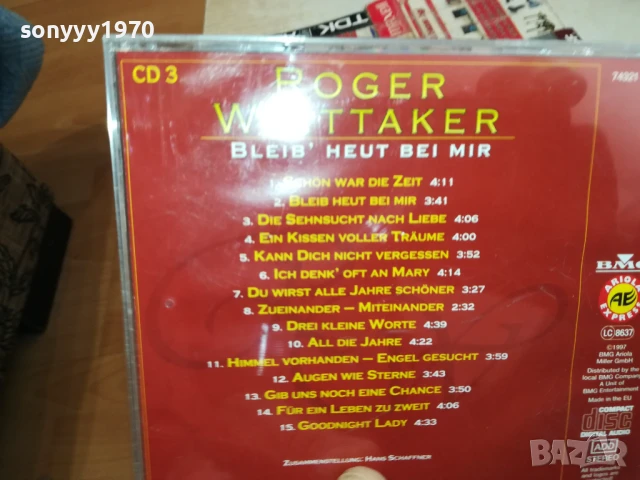 sonyyy1970
TDK
CD 3
ROGER
WHITTAKER
BLEIB' HEUT BEI MIR
74321
1. SCHÖN WAR DIE ZEIT 4:11
2. BLEIB HEUT BEI MIR 3:41
3. DIE SEHNSUCHT NACH LIEBE 4:06
4. EIN KISSEN VOLLER TRÄUME 4:00
5. KANN DICH NICHT VERGESSEN 3:52
6. ICH DENK' OFT AN MARY 4:14
7. DU WIRST ALLE JAHRE SCHÖNER 3:27
8. ZUEINANDER – MITEINANDER 2:32
9. DREI KLEINE WORTE 4:39
10. ALL DIE JAHRE 4:22
11. HIMMEL VORHANDEN – ENGEL GESUCHT 3:59
12. AUGEN WIE STERNE 3:43
13. GIB UNS NOCH EINE CHANCE 3:50
14. FÜR EIN LEBEN ZU ZWEIT 4:06
15. GOODNIGHT LADY 4:33
ZUSAMMENSTELLUNG: HANS SCHAFFNER
BMG
ARIOLA
AE
EXPRESS
LC 8637
©1997
BMG Ariola
Miller GmbH
Distributed by the
local BMG Company
A Unit of
BMG Entertainment
Made in the EU
COMPACT
disc
DIGITAL AUDIO
ADD
STEREO
All trademarks
and logos are
BAZAR